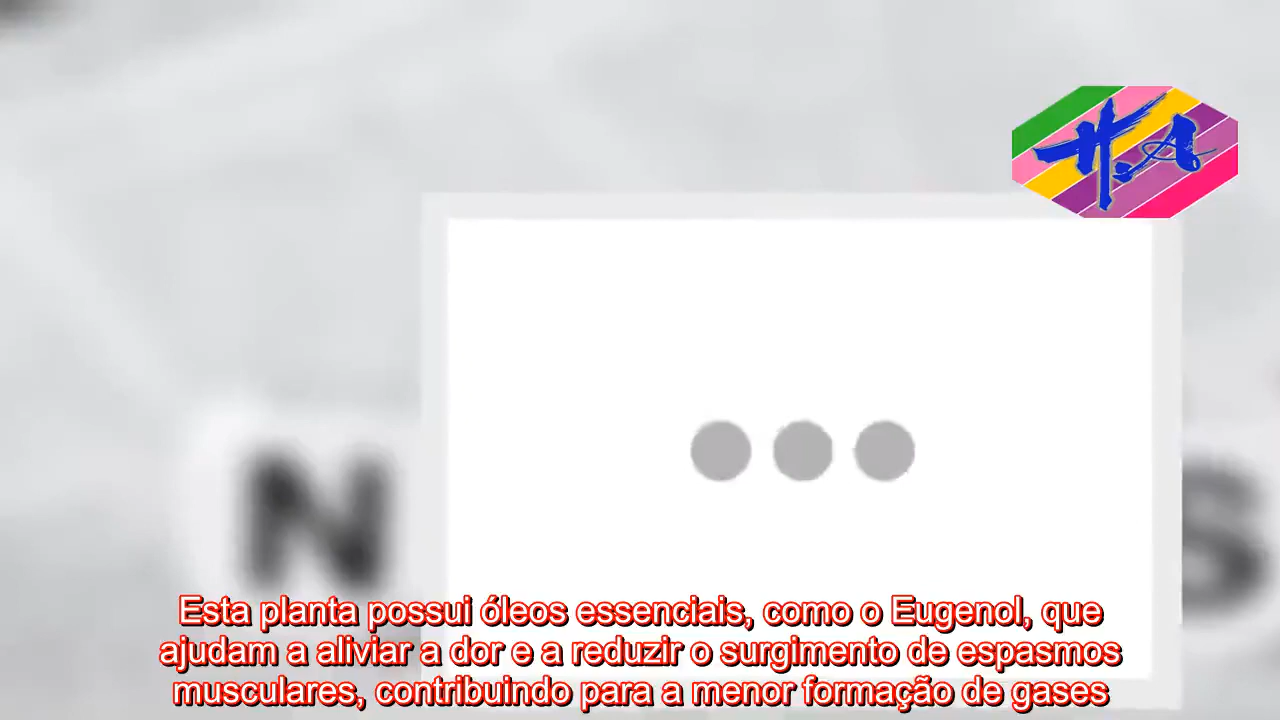 H.A
N
S
Esta planta possui óleos essenciais, como o Eugenol, que
ajudam a aliviar a dor e a reduzir o surgimento de espasmos
musculares, contribuindo para a menor formação de gases